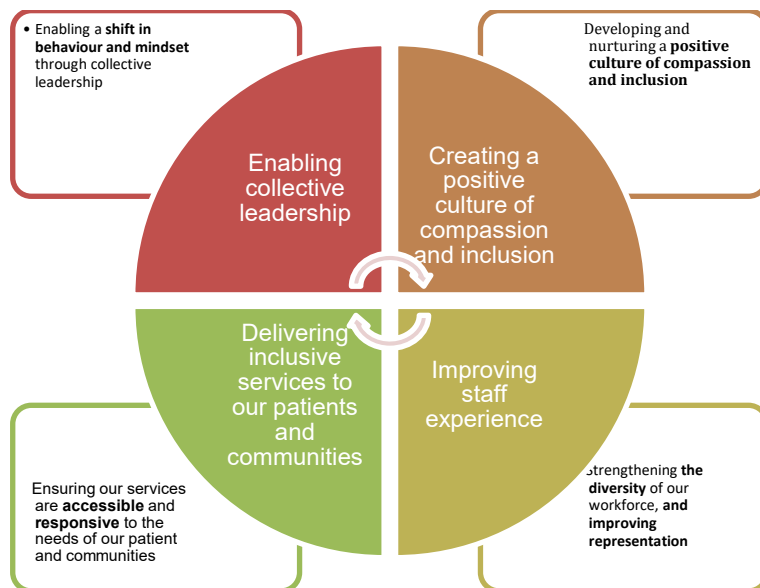 • Enabling a shift in
behaviour and mindset
through collective
leadership
Developing and
nurturing a positive
culture of compassion
and inclusion
Enabling
collective
leadership
Creating a
positive
culture of
compassion
and inclusion
Delivering
inclusive
services to
our patients
and
communities
Improving
staff
experience
Ensuring our services
are accessible and
responsive to the
needs of our patient
and communities
Strengthening the
diversity of our
workforce, and
improving
representation